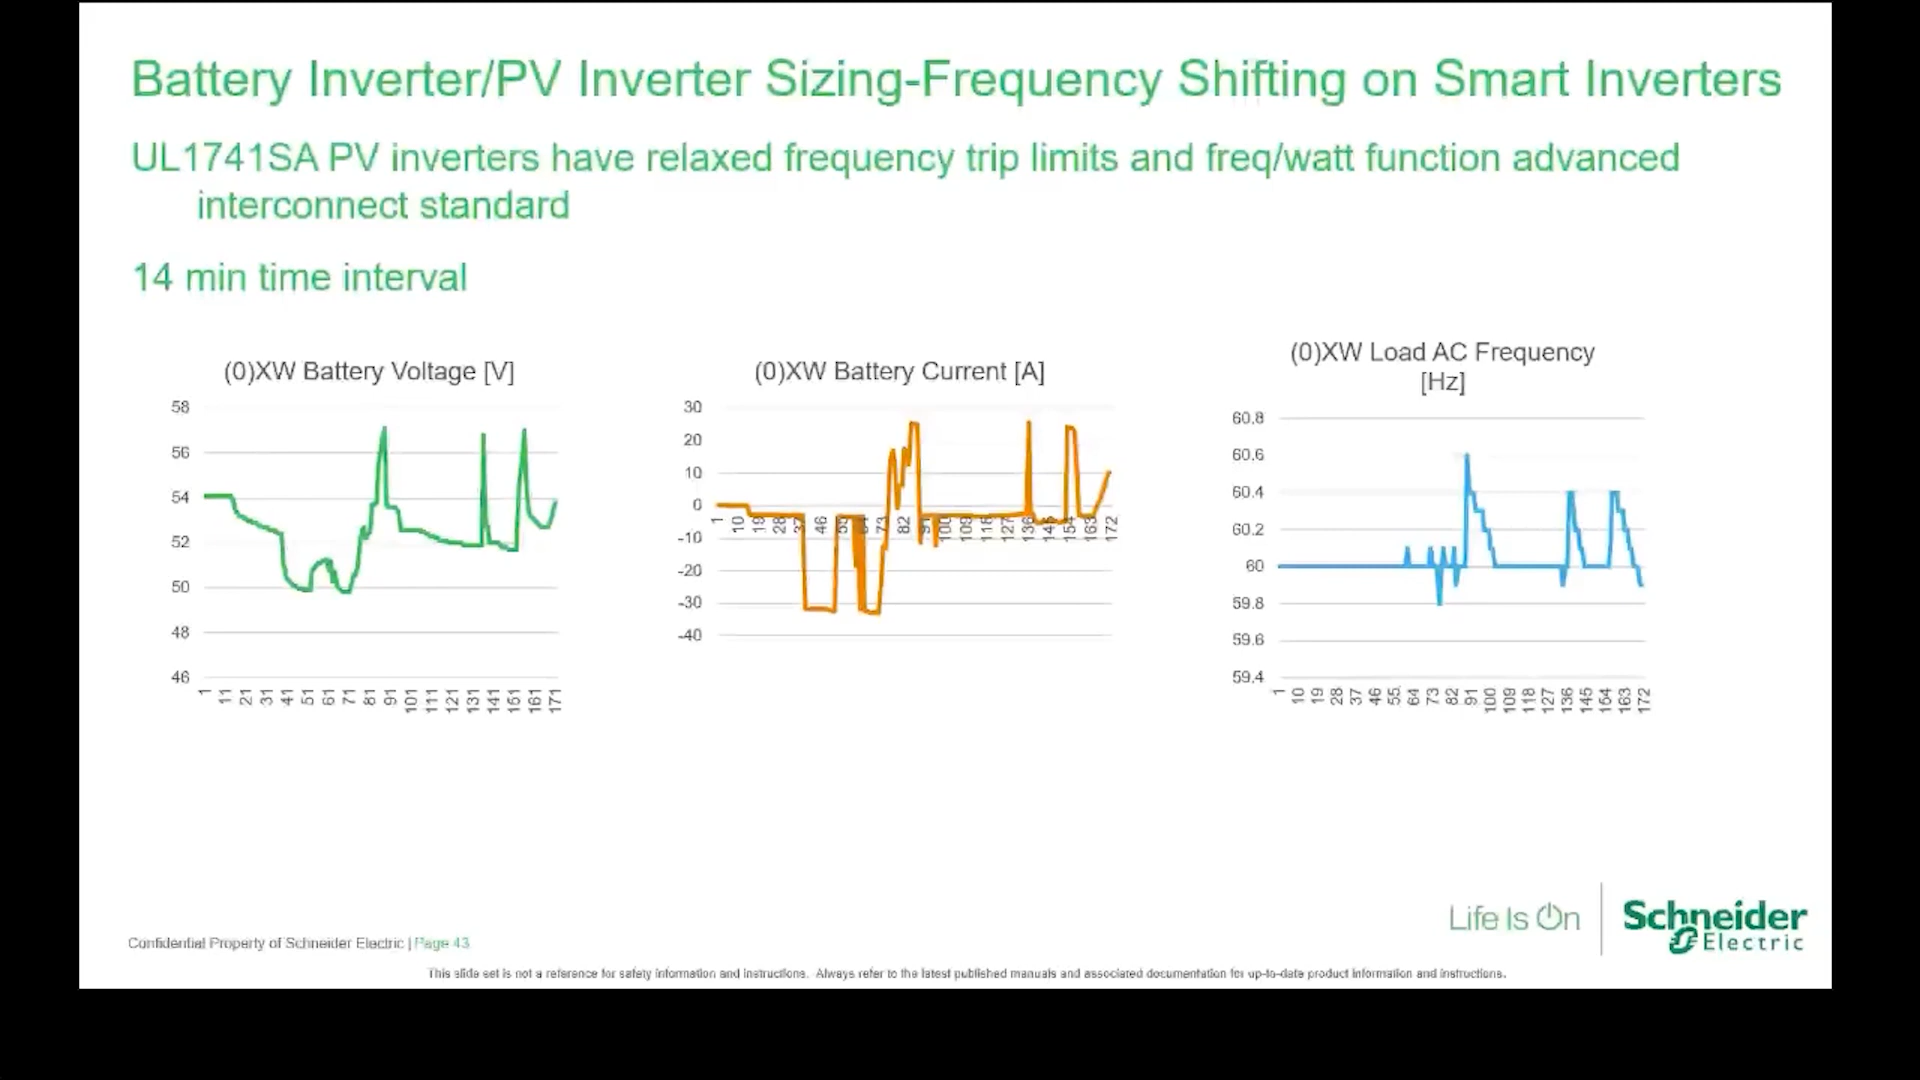 Battery Inverter/PV Inverter Sizing-Frequency Shifting on Smart Inverters
UL1741SA PV inverters have relaxed frequency trip limits and freq/watt function advanced
interconnect standard
14 min time interval
(0)XW Battery Voltage [V]
58
56
54
52
50
48
46
1 11 21 31 41 51 61 71 81 91 101 111 121 131 141 151 161 171
(0)XW Battery Current [A]
30
20
10
0
-10
-20
-30
-40
1 10 19 28 37 46 55 64 73 82 91 100 109 118 127 136 145 154 163 172
(0)XW Load AC Frequency
[Hz]
60.8
60.6
60.4
60.2
60
59.8
59.6
59.4
1 10 19 28 37 46 55 64 73 82 91 100 109 118 127 136 145 154 163 172
Life Is On
Schneider
Electric
Confidential Property of Schneider Electric | Page 43
This slide set is not a reference for safety information and instructions. Always refer to the latest published manuals and associated documentation for up-to-date product information and instructions.